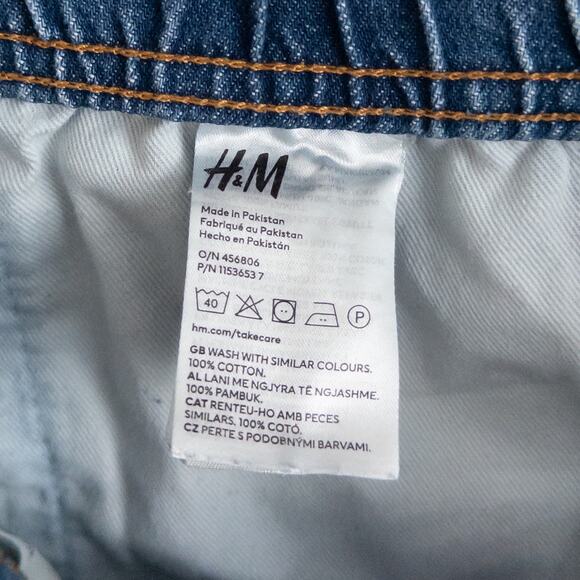 H&M
Made in Pakistan
Fabriqué au Pakistan
Hecho en Pakistán
O/N 456806
P/N 1153653 7
40 P
hm.com/takecare
GB WASH WITH SIMILAR COLOURS.
100% COTTON.
AL LANI ME NGJYRA TË NGJASHME.
100% PAMBUK.
CAT RENTEU-HO AMB PECES
SIMILARS. 100% COTÓ.
CZ PERTE S PODOBNÝMI BARVAMI.